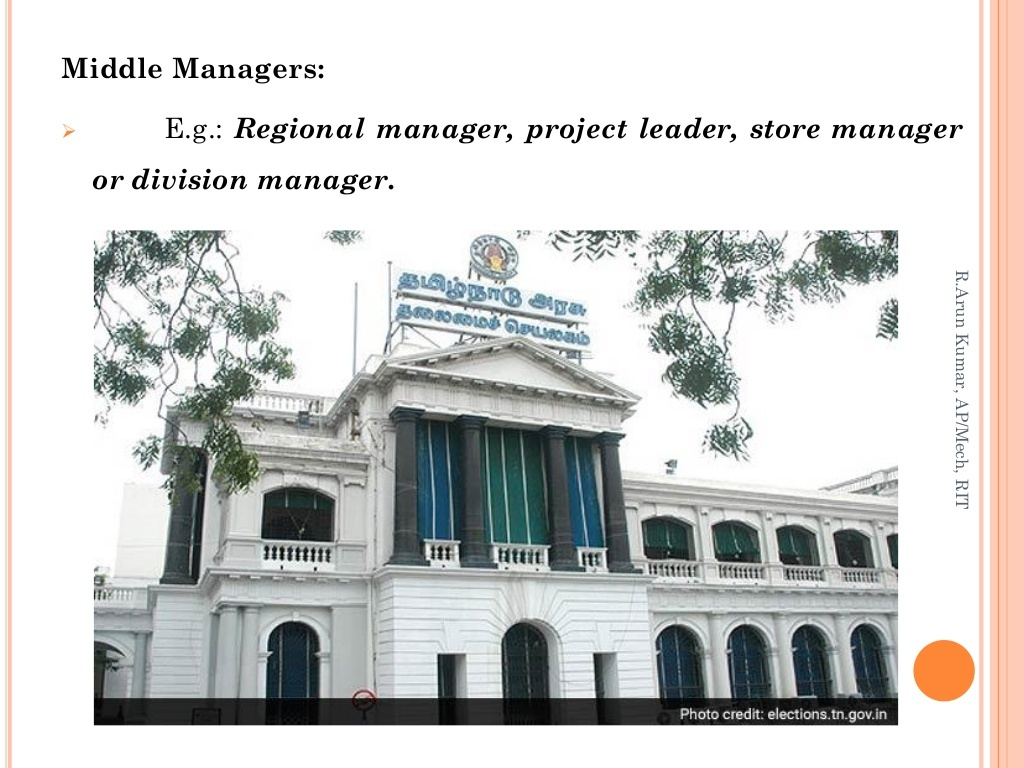 Middle Managers:
E.g.: Regional manager, project leader, store manager
or division manager.
தமிழ்நாடு அரசு
தலைமைச் செயலகம்
R.Arun Kumar, AP/Mech, RIT
Photo credit: elections.tn.gov.in